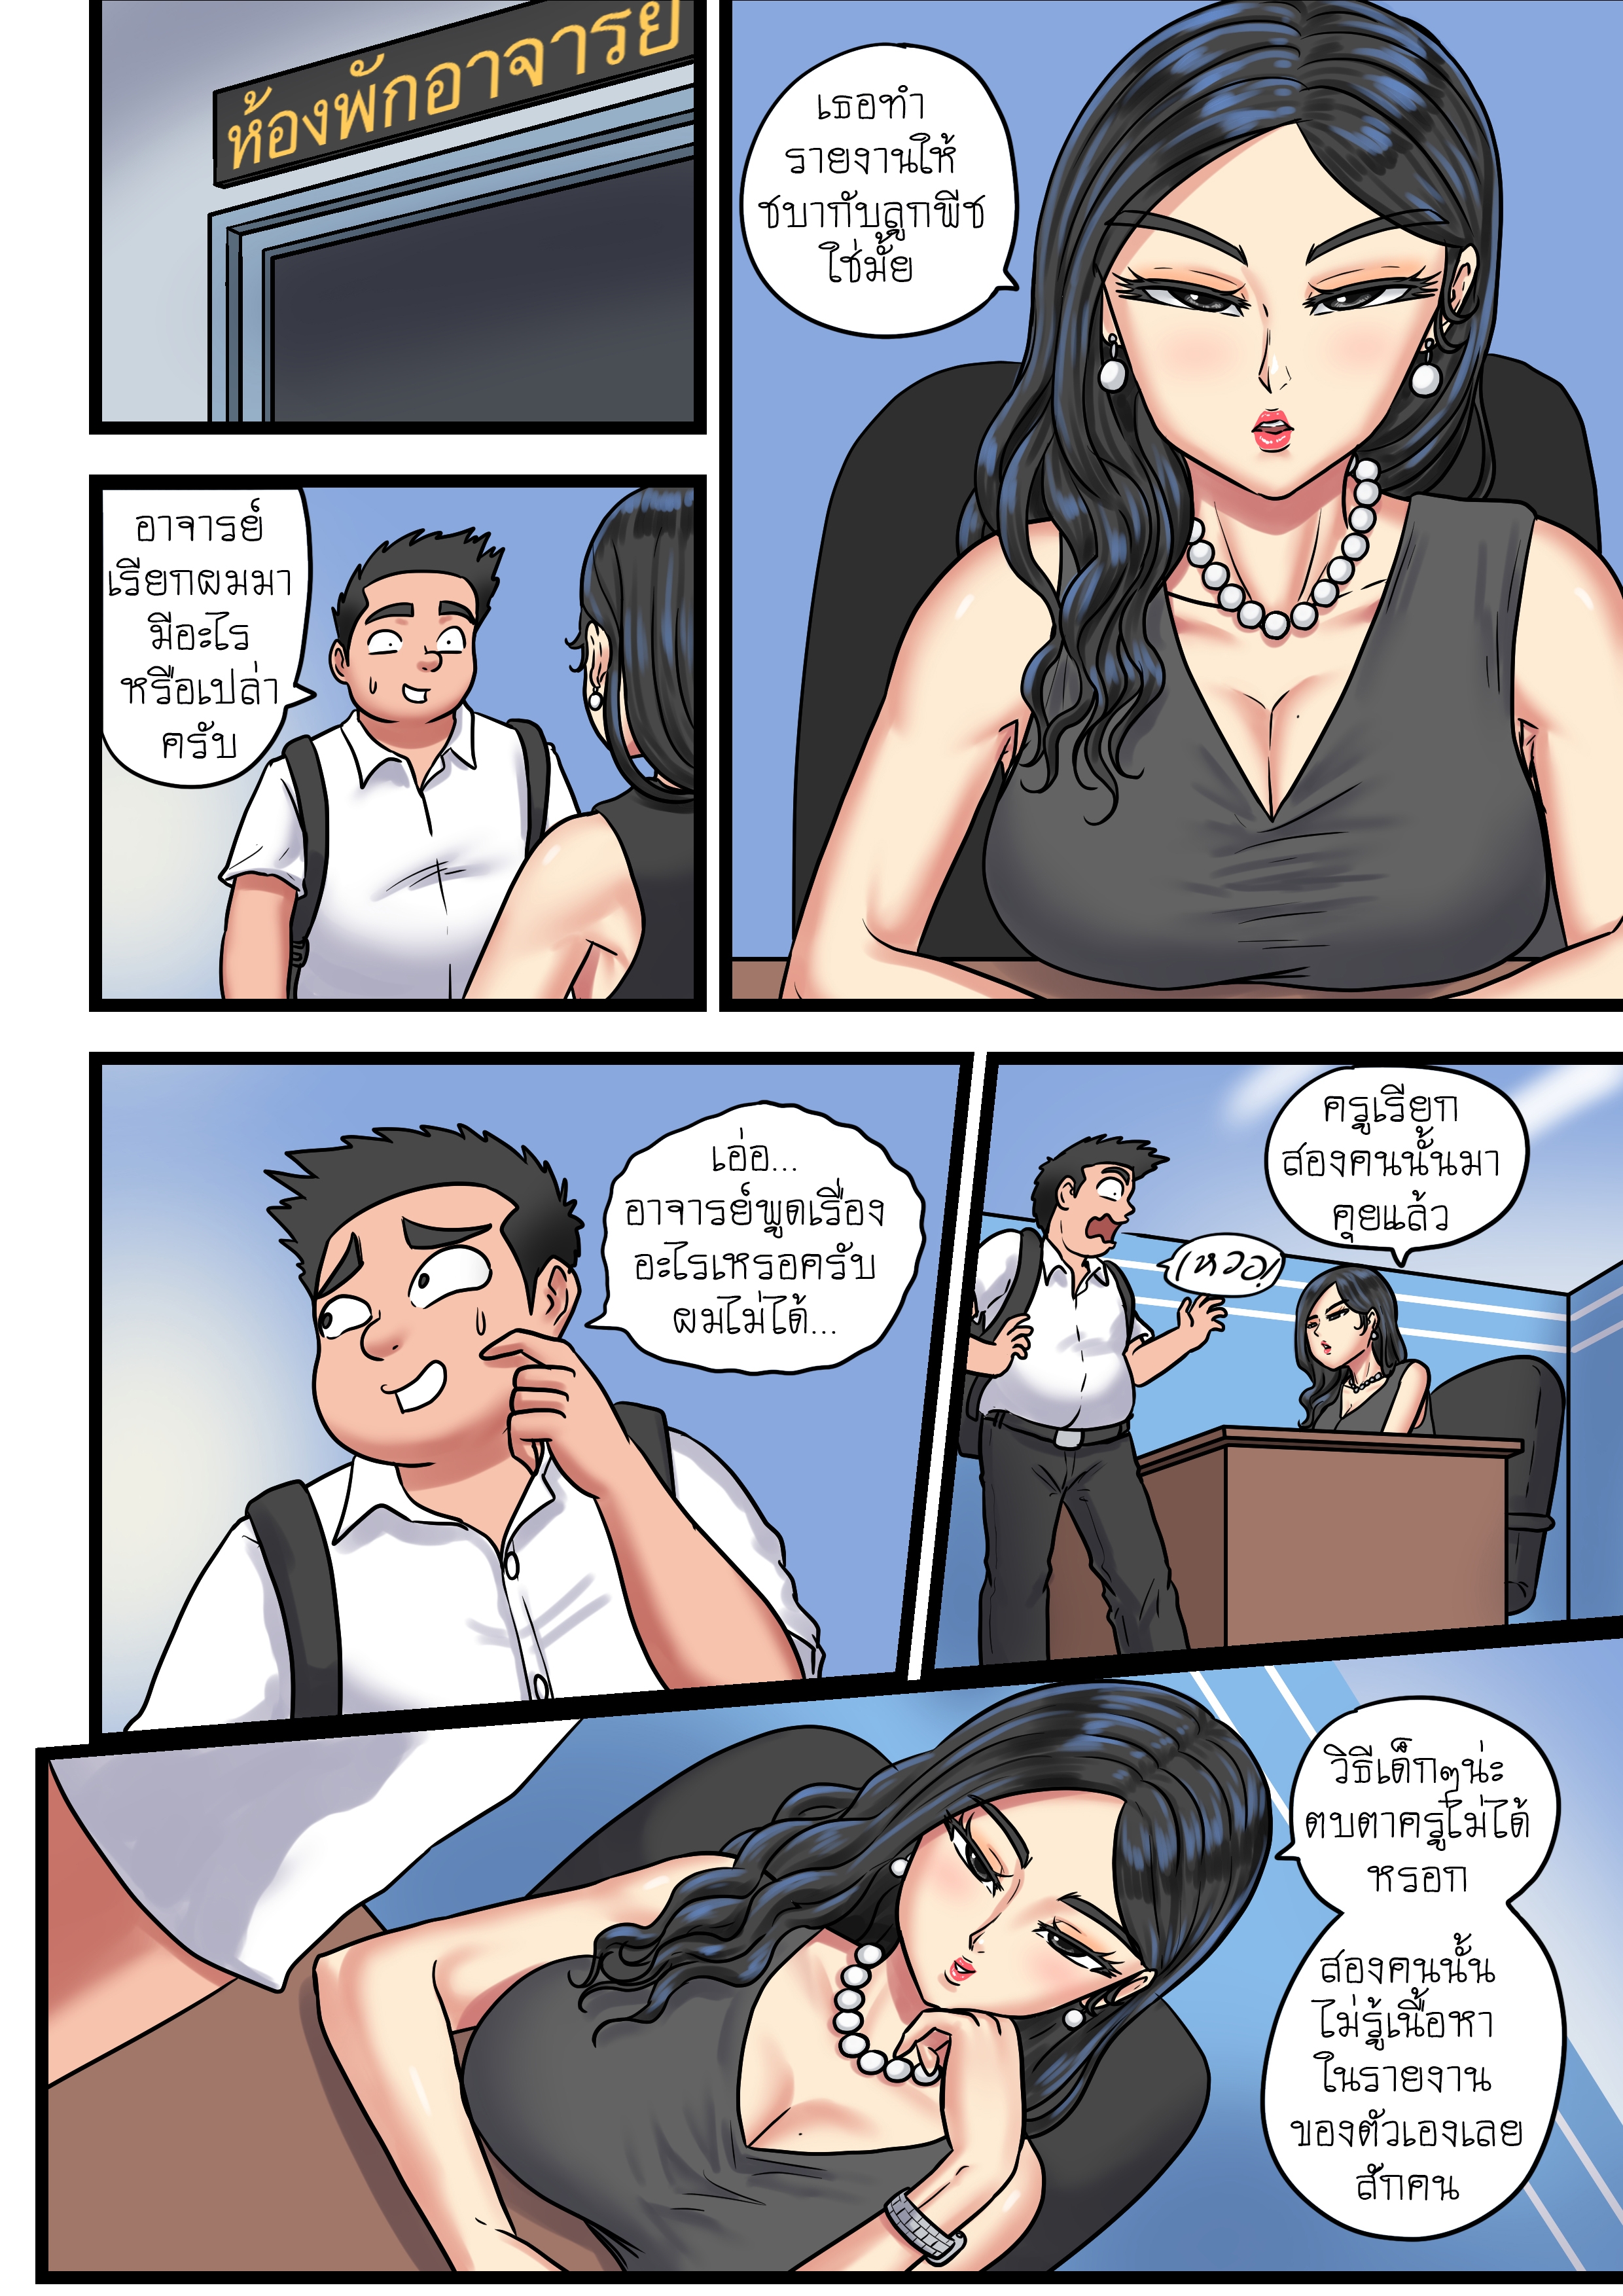 ห้องพักอาจารย์
อาจารย์
เรียกผมมา
มีอะไร
หรือเปล่า
ครับ
เธอทำ
รายงานให้
ชบากับลูกพีช
ใช่มั้ย
เอ่อ...
อาจารย์พูดเรื่อง
อะไรเหรอครับ
ผมไม่ได้...
ครูเรียก
สองคนนั้นมา
คุยแล้ว
เหวอ!
วิธีเด็กๆน่ะ
ตบตาครูไม่ได้
หรอก
สองคนนั้น
ไม่รู้เนื้อหา
ในรายงาน
ของตัวเองเลย
สักคน